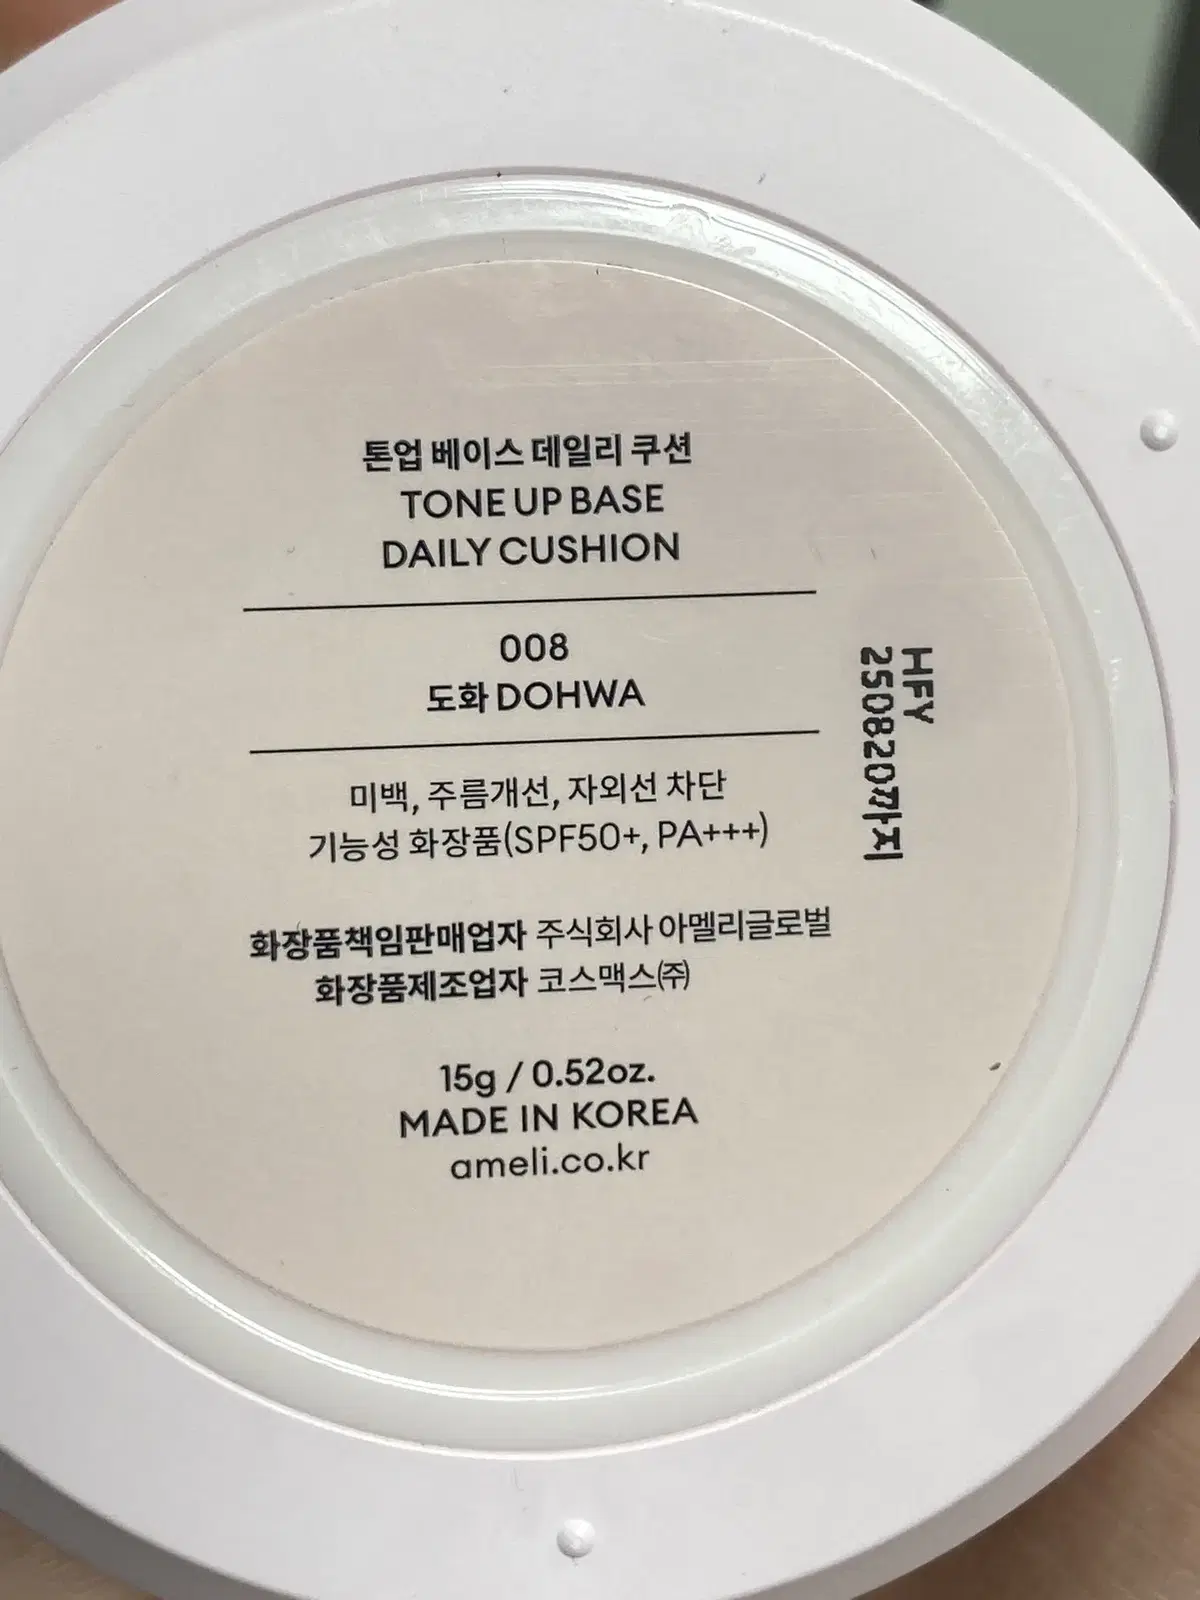 톤업 베이스 데일리 쿠션
TONE UP BASE
DAILY CUSHION
008
도화 DOHWA
미백, 주름개선, 자외선 차단
기능성 화장품(SPF50+, PA+++)
화장품책임판매업자 주식회사 아멜리글로벌
화장품제조업자 코스맥스㈜
15g / 0.52oz.
MADE IN KOREA
ameli.co.kr
HFY
250820까지